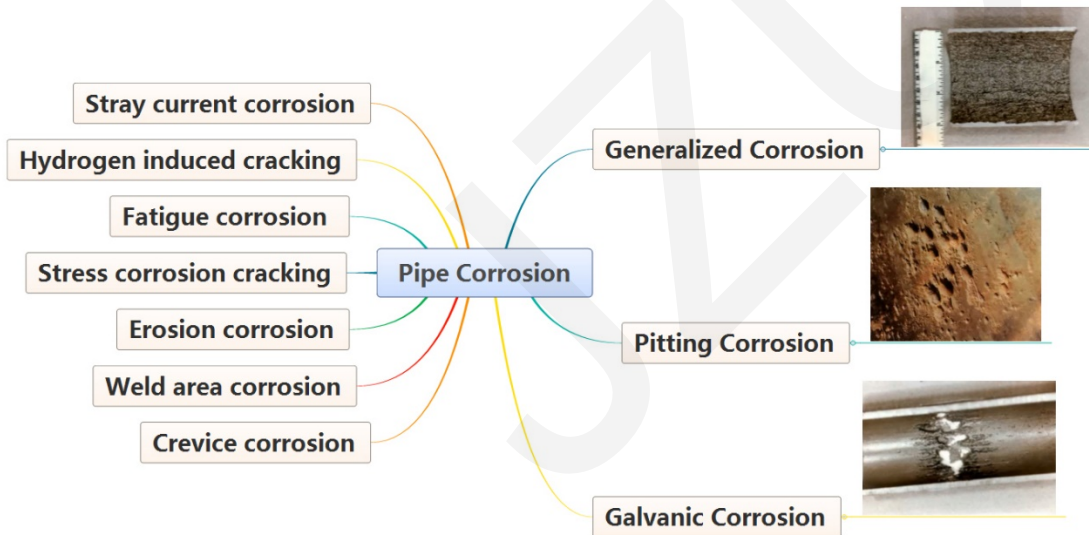 Stray current corrosion
Hydrogen induced cracking
Fatigue corrosion
Stress corrosion cracking
Erosion corrosion
Weld area corrosion
Crevice corrosion
Pipe Corrosion
Generalized Corrosion
Pitting Corrosion
Galvanic Corrosion